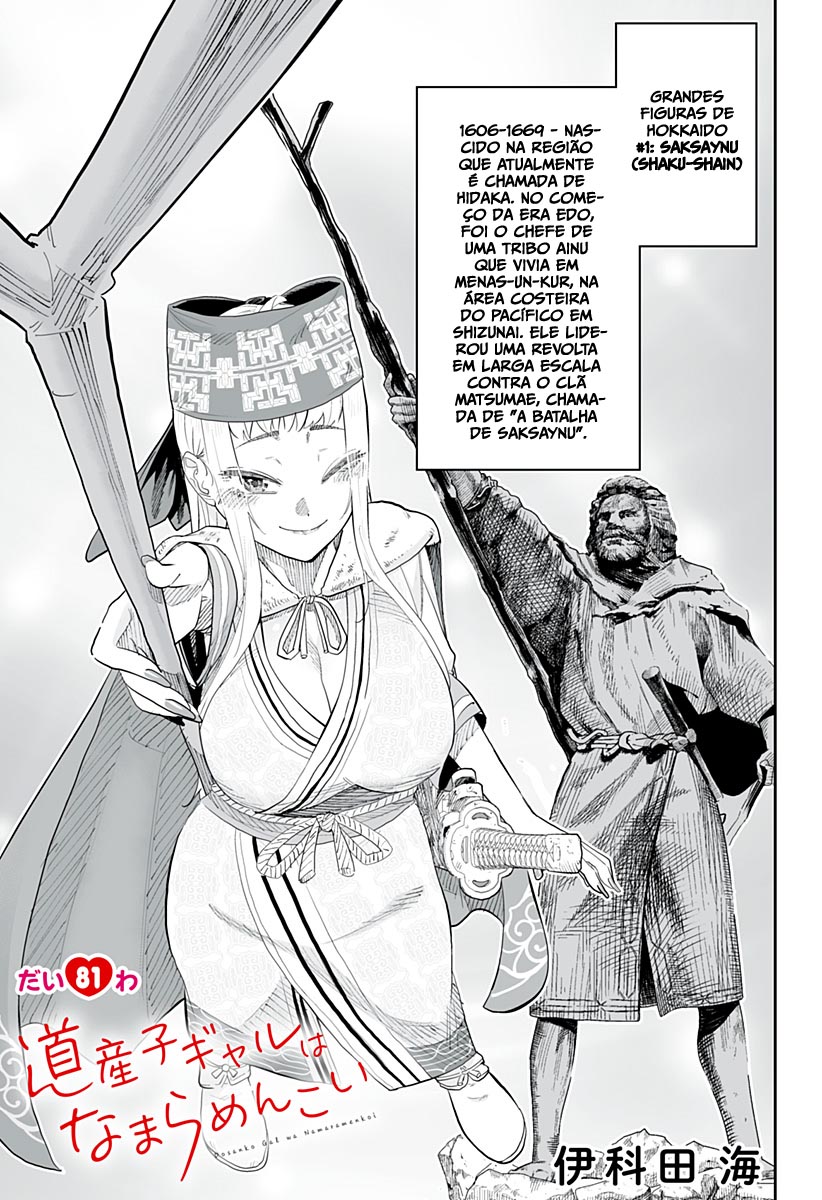 GRANDES
FIGURAS DE
HOKKAIDO
#1: SAKSAYNU
(SHAKU-SHAIN)
1606-1669 - NAS-
CIDO NA REGIÃO
QUE ATUALMENTE
É CHAMADA DE
HIDAKA. NO COME-
ÇO DA ERA EDO,
FOI O CHEFE DE
UMA TRIBO AINU
QUE VIVIA EM
MENAS-UN-KUR, NA
ÁREA COSTEIRA
DO PACÍFICO EM
SHIZUNAI. ELE LIDE-
ROU UMA REVOLTA
EM LARGA ESCALA
CONTRA O CLÃ
MATSUMAE, CHAMA-
DA DE "A BATALHA
DE SAKSAYNU".
だい81わ
道産子ギャルは
なまらめんこい
Dosanko Gal wa Namaramenkoi
伊科田 海